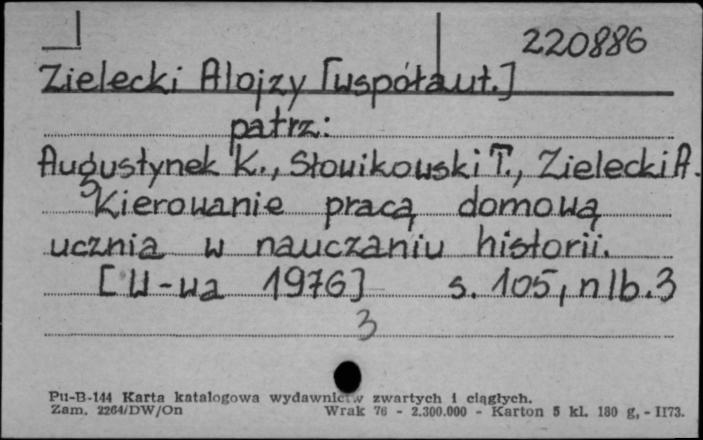 220886
Zielecki Alojzy [współaut.]
patrz:
Augustynek K., Słowikowski T., Zielecki A.
Kierowanie pracą domową
ucznia w nauczaniu historii.
[W-wa 1976] s. 105, nlb. 3
3
Pu-B-144 Karta katalogowa wydawnictw zwartych i ciągłych.
Zam. 2264/DW/On Wrak 76 - 2.300.000 - Karton 5 kl. 180 g, - II73.